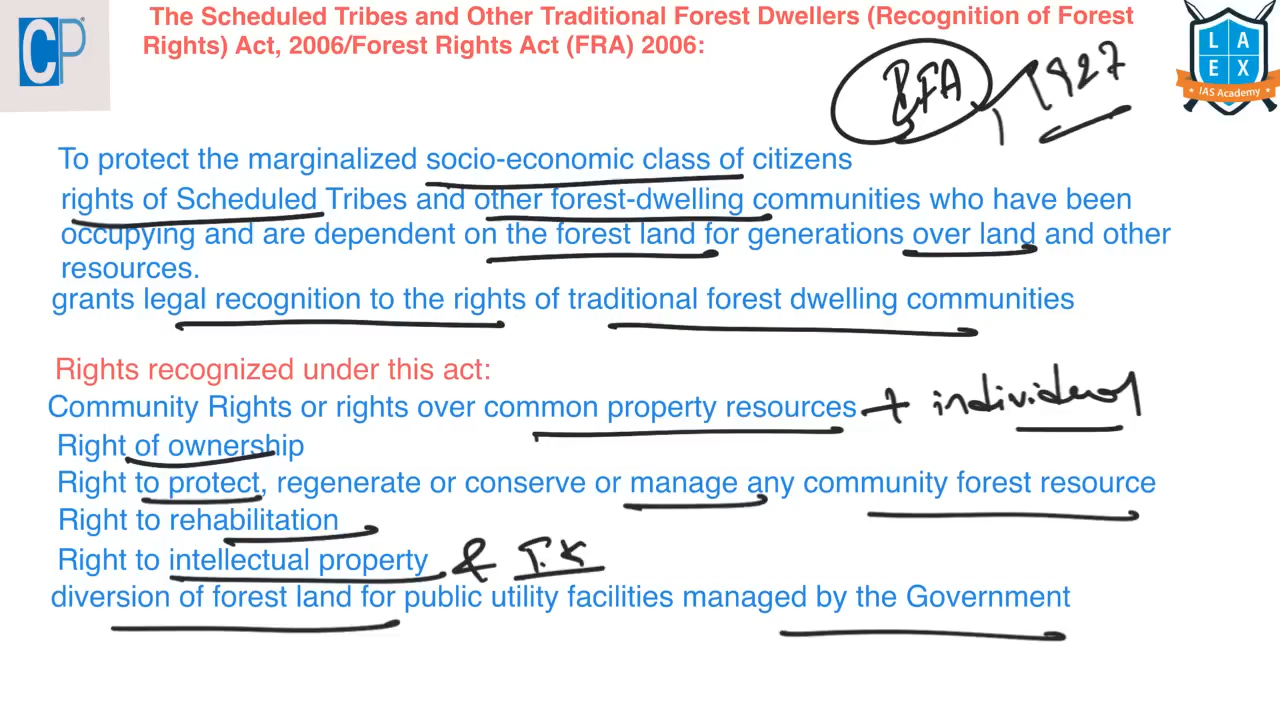 CP
The Scheduled Tribes and Other Traditional Forest Dwellers (Recognition of Forest
Rights) Act, 2006/Forest Rights Act (FRA) 2006:
L A
E X
IAS Academy
1927
To protect the marginalized socio-economic class of citizens
rights of Scheduled Tribes and other forest-dwelling communities who have been
occupying and are dependent on the forest land for generations over land and other
resources.
grants legal recognition to the rights of traditional forest dwelling communities
Rights recognized under this act:
Community Rights or rights over common property resources + individual
Right of ownership
Right to protect, regenerate or conserve or manage any community forest resource
Right to rehabilitation
Right to intellectual property & T.K
diversion of forest land for public utility facilities managed by the Government